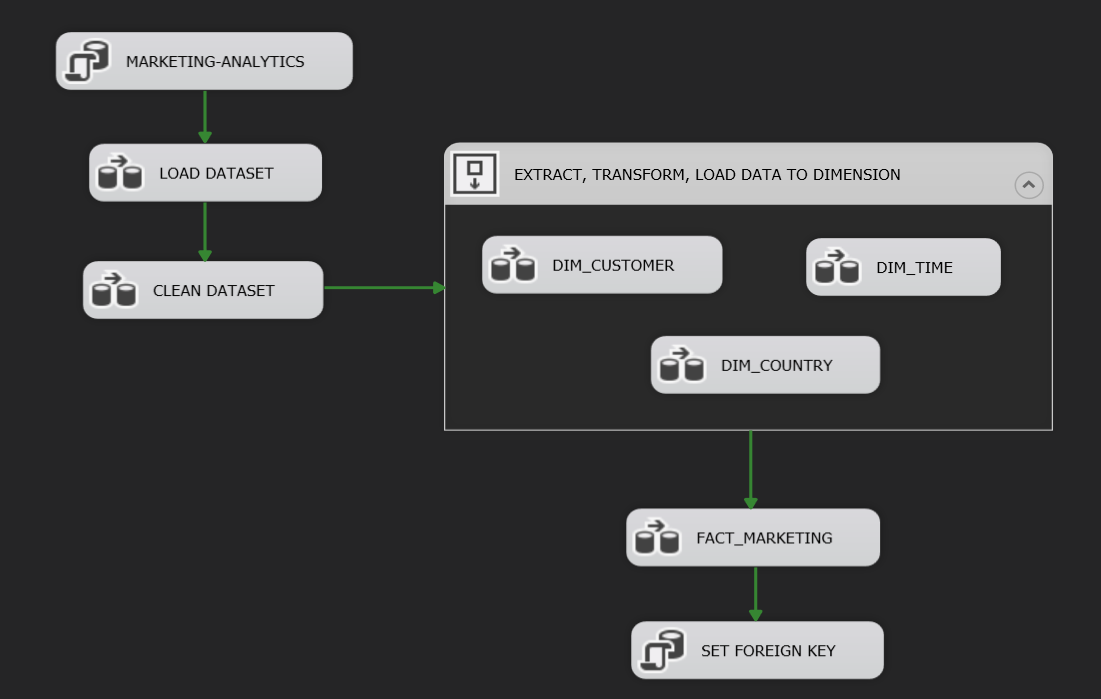 MARKETING-ANALYTICS
LOAD DATASET
CLEAN DATASET
EXTRACT, TRANSFORM, LOAD DATA TO DIMENSION
DIM_CUSTOMER
DIM_TIME
DIM_COUNTRY
FACT_MARKETING
SET FOREIGN KEY